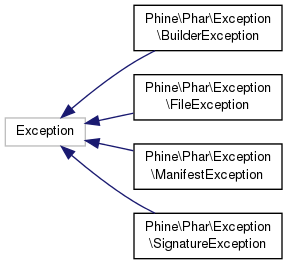 Phine\Phar\Exception
\BuilderException
Phine\Phar\Exception
\FileException
Exception
Phine\Phar\Exception
\ManifestException
Phine\Phar\Exception
\SignatureException